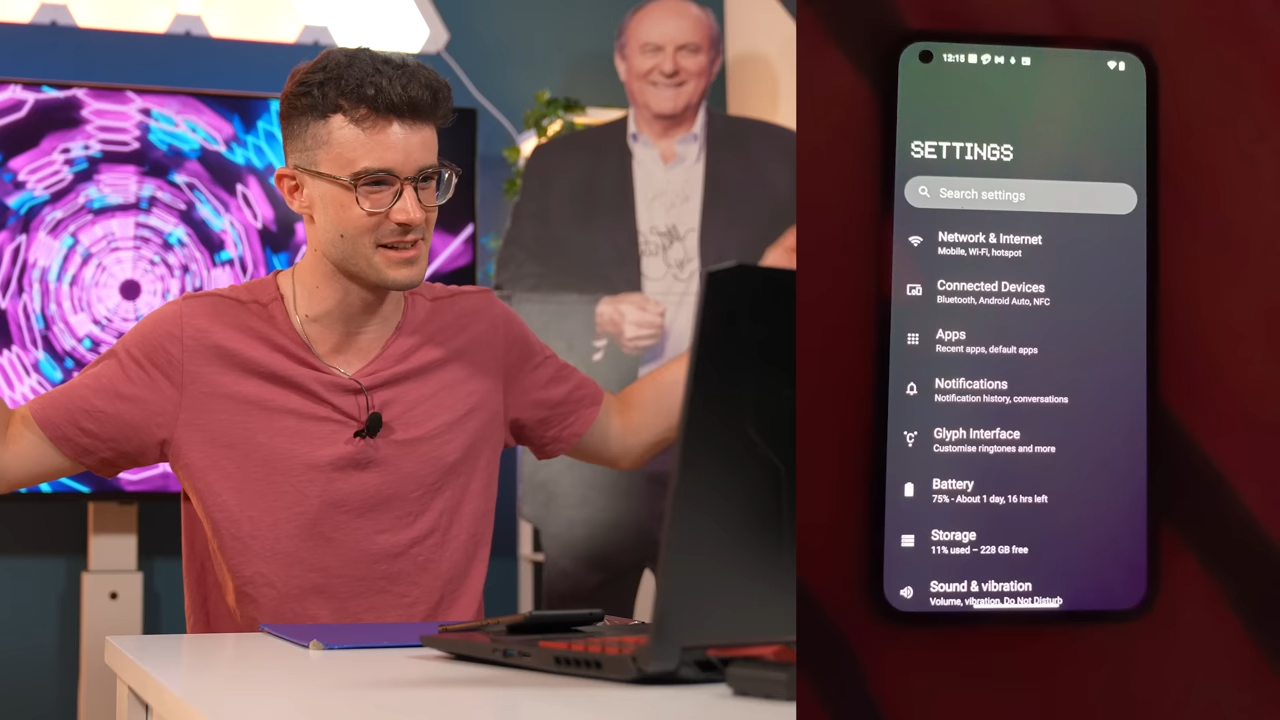 12:15
SETTINGS
Search settings
Network & Internet
Mobile, Wi-Fi, hotspot
Connected Devices
Bluetooth, Android Auto, NFC
Apps
Recent apps, default apps
Notifications
Notification history, conversations
Glyph Interface
Customise ringtones and more
Battery
75% - About 1 day, 16 hrs left
Storage
11% used – 228 GB free
Sound & vibration
Volume, vibration, Do Not Disturb